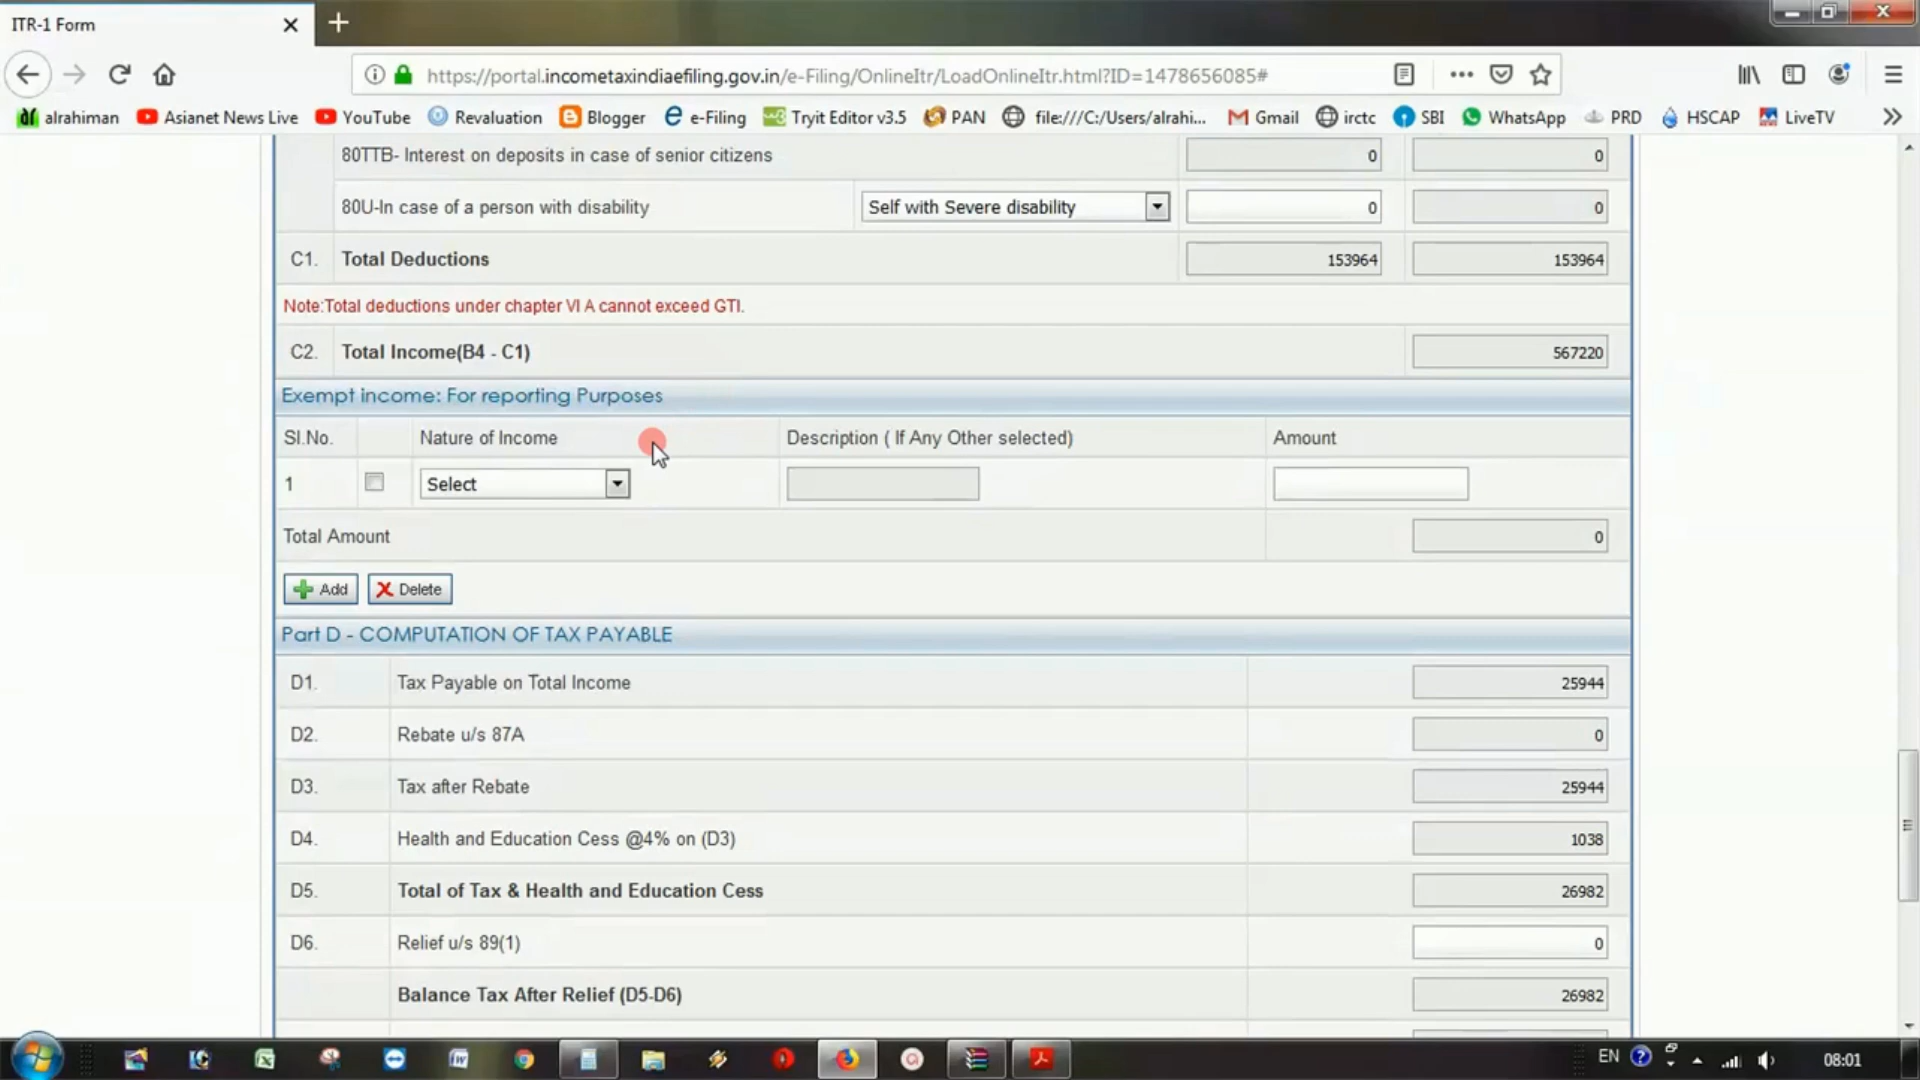 ITR-1 Form
https://portal.incometaxindiaefiling.gov.in/e-Filing/OnlineItr/LoadOnlineItr.html?ID=1478656085#
alrahiman Asianet News Live YouTube Revaluation Blogger e-Filing Tryit Editor v3.5 PAN file:///C:/Users/alrahi... Gmail irctc SBI WhatsApp PRD HSCAP LiveTV
80TTB- Interest on deposits in case of senior citizens 0 0
80U-In case of a person with disability Self with Severe disability 0 0
C1. Total Deductions 153964 153964
Note:Total deductions under chapter VI A cannot exceed GTI.
C2. Total Income(B4 - C1) 567220
Exempt income: For reporting Purposes
Sl.No. Nature of Income Description ( If Any Other selected) Amount
1 Select
Total Amount 0
Add Delete
Part D - COMPUTATION OF TAX PAYABLE
D1. Tax Payable on Total Income 25944
D2. Rebate u/s 87A 0
D3. Tax after Rebate 25944
D4. Health and Education Cess @4% on (D3) 1038
D5. Total of Tax & Health and Education Cess 26982
D6. Relief u/s 89(1) 0
Balance Tax After Relief (D5-D6) 26982
EN 08:01